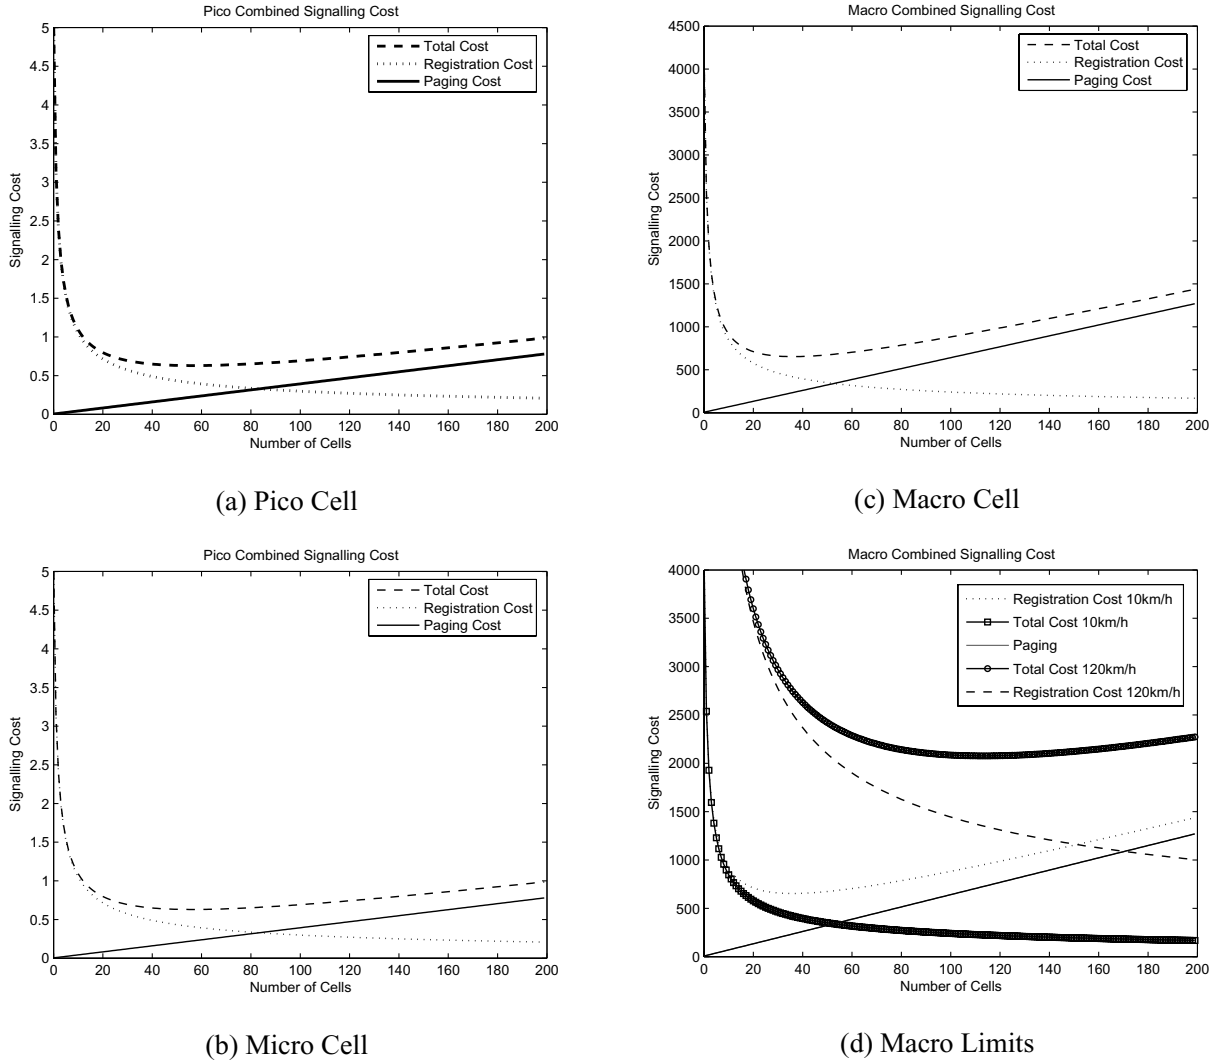 Pico Combined Signalling Cost
5
4.5
4
3.5
3
2.5
2
1.5
1
0.5
0
Signalling Cost
Total Cost
Registration Cost
Paging Cost
0 20 40 60 80 100 120 140 160 180 200
Number of Cells
(a) Pico Cell
Macro Combined Signalling Cost
4500
4000
3500
3000
2500
2000
1500
1000
500
0
Signalling Cost
Total Cost
Registration Cost
Paging Cost
0 20 40 60 80 100 120 140 160 180 200
Number of Cells
(c) Macro Cell
Pico Combined Signalling Cost
5
4.5
4
3.5
3
2.5
2
1.5
1
0.5
0
Signalling Cost
Total Cost
Registration Cost
Paging Cost
0 20 40 60 80 100 120 140 160 180 200
Number of Cells
(b) Micro Cell
Macro Combined Signalling Cost
4000
3500
3000
2500
2000
1500
1000
500
0
Signalling Cost
Registration Cost 10km/h
Total Cost 10km/h
Paging
Total Cost 120km/h
Registration Cost 120km/h
0 20 40 60 80 100 120 140 160 180 200
Number of Cells
(d) Macro Limits